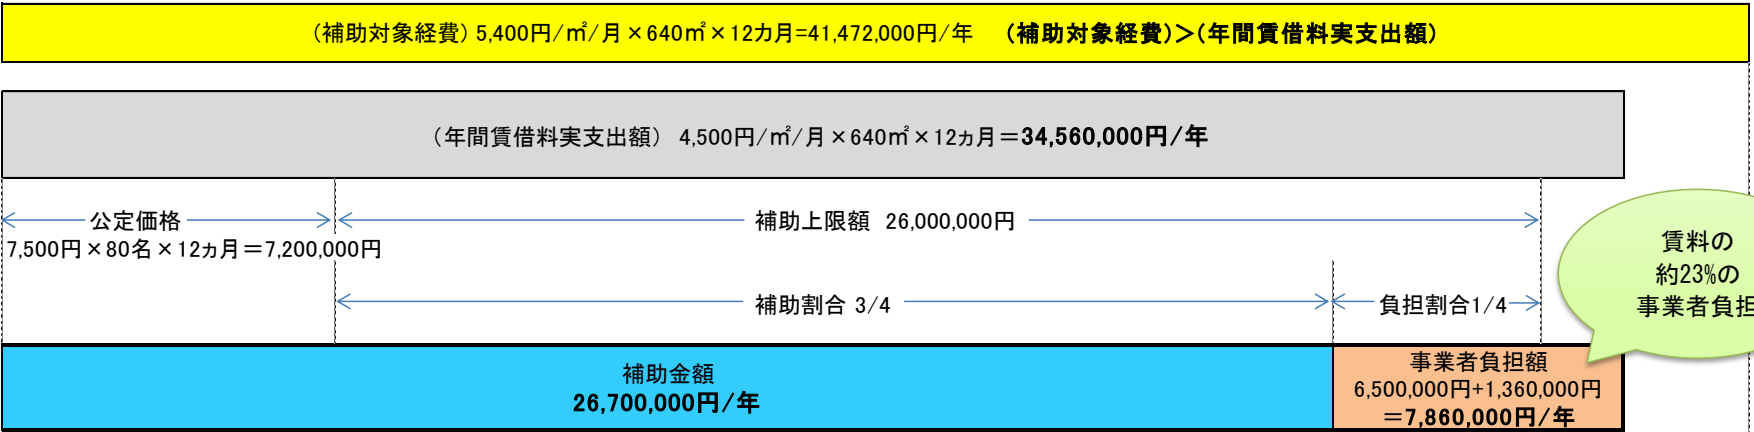 （補助対象経費）5,400円/㎡/月×640㎡×12カ月=41,472,000円/年　（補助対象経費）＞（年間賃借料実支出額）
（年間賃借料実支出額）　4,500円/㎡/月×640㎡×12ヵ月＝34,560,000円/年
公定価格
7,500円×80名×12ヵ月＝7,200,000円
補助上限額　26,000,000円
賃料の
約23%の
事業者負担
補助割合 3/4
負担割合1/4
補助金額
26,700,000円/年
事業者負担額
6,500,000円+1,360,000円
＝7,860,000円/年